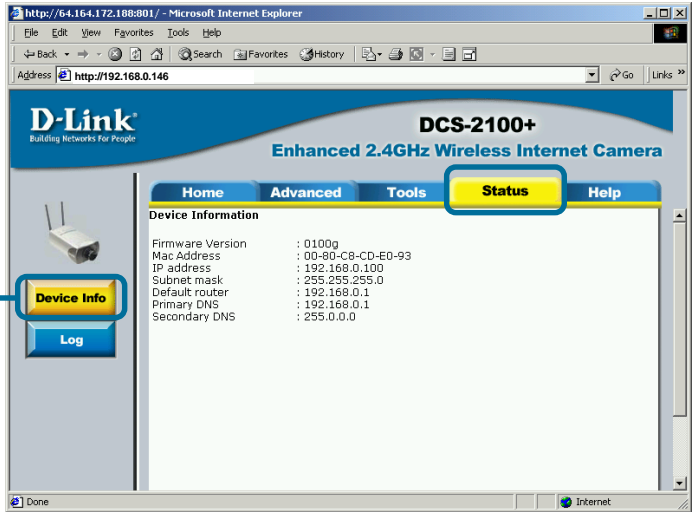 http://64.164.172.188:801/ - Microsoft Internet Explorer
File Edit View Favorites Tools Help
Back Search Favorites History
Address http://192.168.0.146 Go Links »
D-Link
Building Networks For People
DCS-2100+
Enhanced 2.4GHz Wireless Internet Camera
Home Advanced Tools Status Help
Device Info
Log
Device Information
Firmware Version : 0100g
Mac Address : 00-80-C8-CD-E0-93
IP address : 192.168.0.100
Subnet mask : 255.255.255.0
Default router : 192.168.0.1
Primary DNS : 192.168.0.1
Secondary DNS : 255.0.0.0
Done Internet